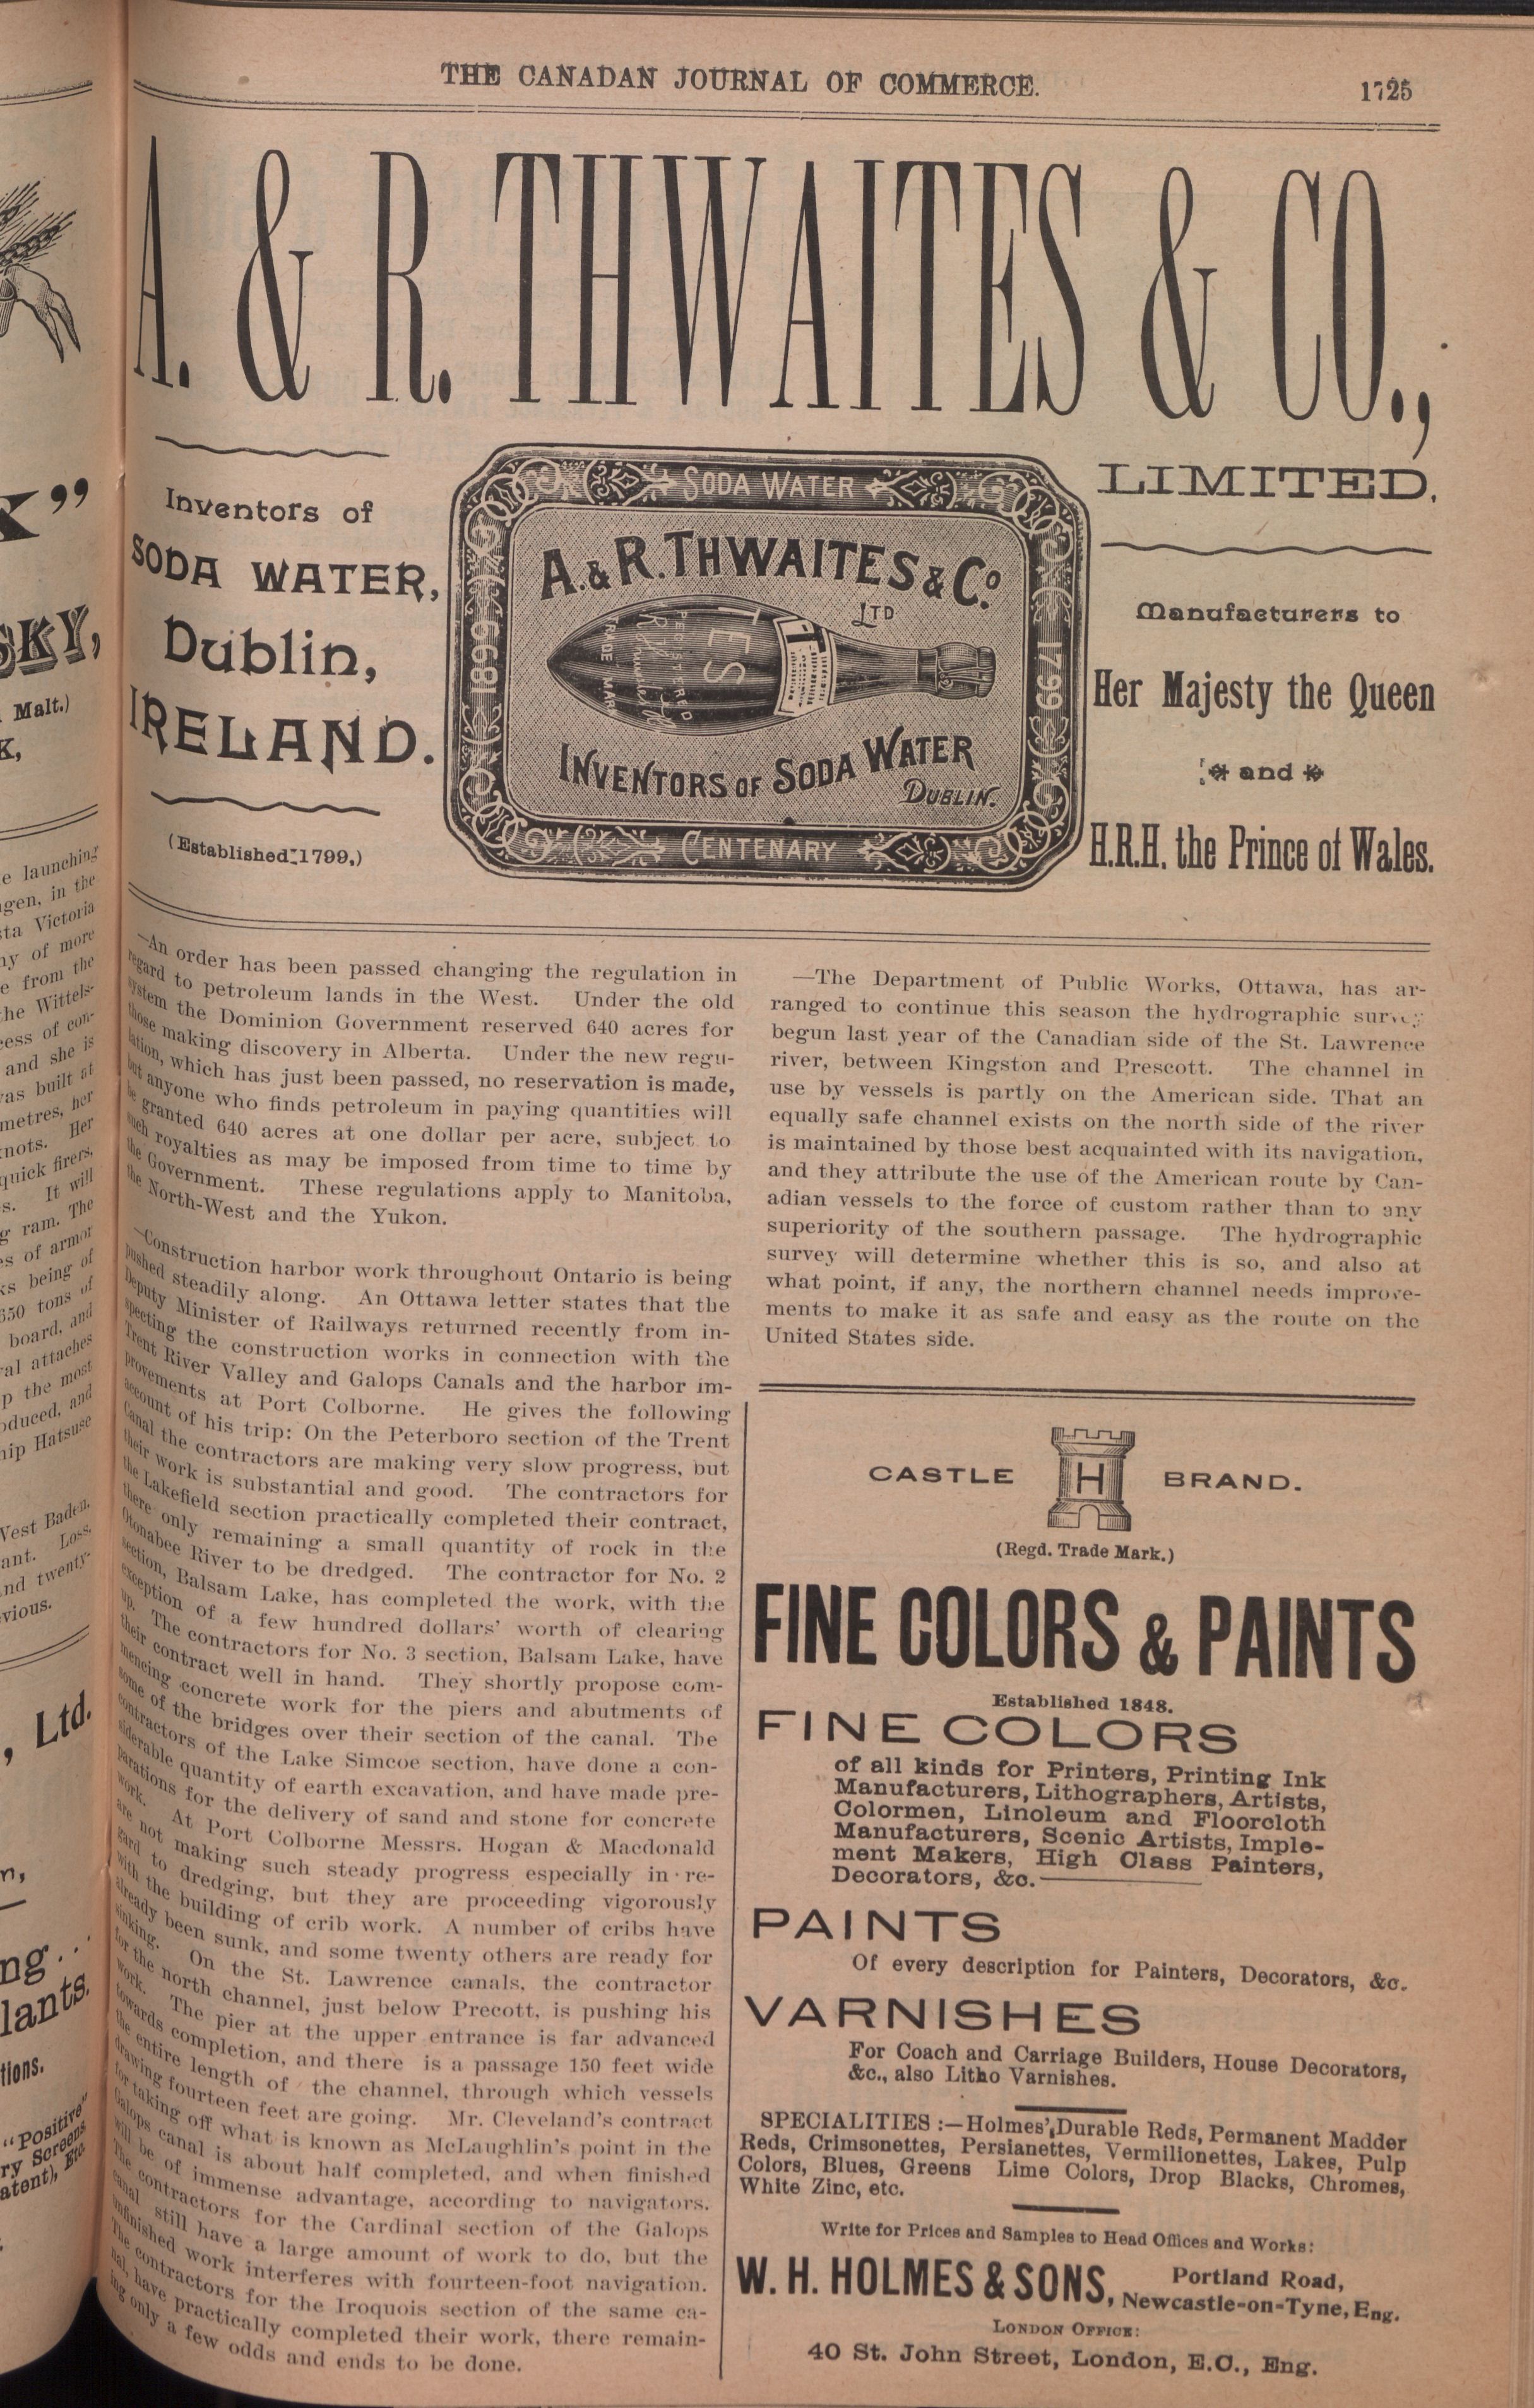 THE CANADAN JOURNAL OF COMMERCE.
1725
A. & R. THWAITES & CO.,
LIMITED.
Inventors of
SODA WATER,
Dublin,
IRELAND.
(Established 1799.)
SODA WATER
1899
A. & R. THWAITES & Co.
LTD
INVENTORS OF SODA WATER
DUBLIN.
1799
CENTENARY
Manufacturers to
Her Majesty the Queen
and
H.R.H. the Prince of Wales.
—An order has been passed changing the regulation in
regard to petroleum lands in the West. Under the old
system the Dominion Government reserved 640 acres for
those making discovery in Alberta. Under the new regu-
lation, which has just been passed, no reservation is made,
but anyone who finds petroleum in paying quantities will
be granted 640 acres at one dollar per acre, subject to
such royalties as may be imposed from time to time by
the Government. These regulations apply to Manitoba,
the North-West and the Yukon.
—Construction harbor work throughout Ontario is being
pushed steadily along. An Ottawa letter states that the
Deputy Minister of Railways returned recently from in-
specting the construction works in connection with the
Trent River Valley and Galops Canals and the harbor im-
provements at Port Colborne. He gives the following
account of his trip: On the Peterboro section of the Trent
Canal the contractors are making very slow progress, but
their work is substantial and good. The contractors for
the Lakefield section practically completed their contract,
there only remaining a small quantity of rock in the
Otonabee River to be dredged. The contractor for No. 2
section, Balsam Lake, has completed the work, with the
exception of a few hundred dollars' worth of clearing
up. The contractors for No. 3 section, Balsam Lake, have
their contract well in hand. They shortly propose com-
mencing concrete work for the piers and abutments of
some of the bridges over their section of the canal. The
contractors of the Lake Simcoe section, have done a con-
siderable quantity of earth excavation, and have made pre-
parations for the delivery of sand and stone for concrete
work. At Port Colborne Messrs. Hogan & Macdonald
are not making such steady progress especially in re-
gard to dredging, but they are proceeding vigorously
with the building of crib work. A number of cribs have
already been sunk, and some twenty others are ready for
sinking. On the St. Lawrence canals, the contractor
for the north channel, just below Precott, is pushing his
work. The pier at the upper entrance is far advanced
towards completion, and there is a passage 150 feet wide
the entire length of the channel, through which vessels
drawing fourteen feet are going. Mr. Cleveland's contract
for taking off what is known as McLaughlin's point in the
Galops canal is about half completed, and when finished
will be of immense advantage, according to navigators.
The contractors for the Cardinal section of the Galops
canal still have a large amount of work to do, but the
unfinished work interferes with fourteen-foot navigation.
The contractors for the Iroquois section of the same ca-
nal, have practically completed their work, there remain-
ing only a few odds and ends to be done.
—The Department of Public Works, Ottawa, has ar-
ranged to continue this season the hydrographic survey
begun last year of the Canadian side of the St. Lawrence
river, between Kingston and Prescott. The channel in
use by vessels is partly on the American side. That an
equally safe channel exists on the north side of the river
is maintained by those best acquainted with its navigation,
and they attribute the use of the American route by Can-
adian vessels to the force of custom rather than to any
superiority of the southern passage. The hydrographic
survey will determine whether this is so, and also at
what point, if any, the northern channel needs improve-
ments to make it as safe and easy as the route on the
United States side.
CASTLE H BRAND.
(Regd. Trade Mark.)
FINE COLORS & PAINTS
Established 1848.
FINE COLORS
of all kinds for Printers, Printing Ink
Manufacturers, Lithographers, Artists,
Colormen, Linoleum and Floorcloth
Manufacturers, Scenic Artists, Imple-
ment Makers, High Class Painters,
Decorators, &c.
PAINTS
Of every description for Painters, Decorators, &c.
VARNISHES
For Coach and Carriage Builders, House Decorators,
&c., also Litho Varnishes.
SPECIALITIES :—Holmes' Durable Reds, Permanent Madder
Reds, Crimsonettes, Persianettes, Vermilionettes, Lakes, Pulp
Colors, Blues, Greens Lime Colors, Drop Blacks, Chromes,
White Zinc, etc.
Write for Prices and Samples to Head Offices and Works:
W. H. HOLMES & SONS, Portland Road,
Newcastle-on-Tyne, Eng.
LONDON OFFICE:
40 St. John Street, London, E.C., Eng.